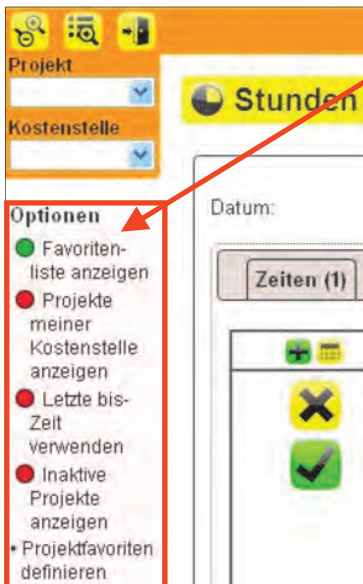 Projekt
Kostenstelle
Stunden
Optionen
Favoriten-
liste anzeigen
Projekte
meiner
Kostenstelle
anzeigen
Letzte bis-
Zeit
verwenden
Inaktive
Projekte
anzeigen
• Projektfavoriten
definieren
Datum:
Zeiten (1)